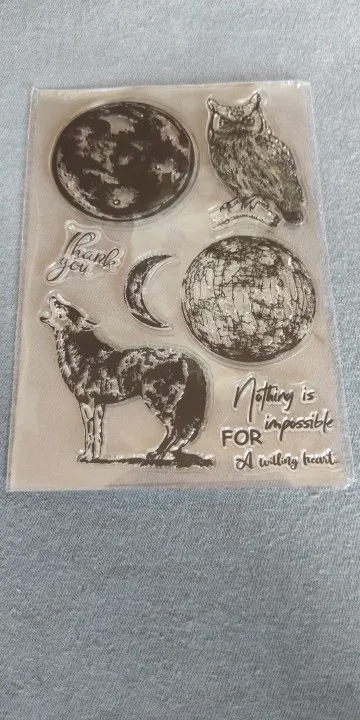 Thank
you
Nothing is
impossible
FOR
A willing heart.